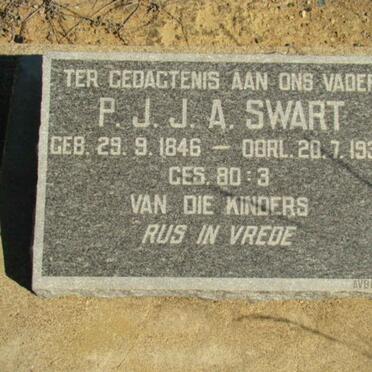 TER GEDAGTENIS AAN ONS VADER
P. J. J. A. SWART
GEB. 29. 9. 1846 — OORL. 20. 7. 193
GES. 80 : 3
VAN DIE KINDERS
RUS IN VREDE